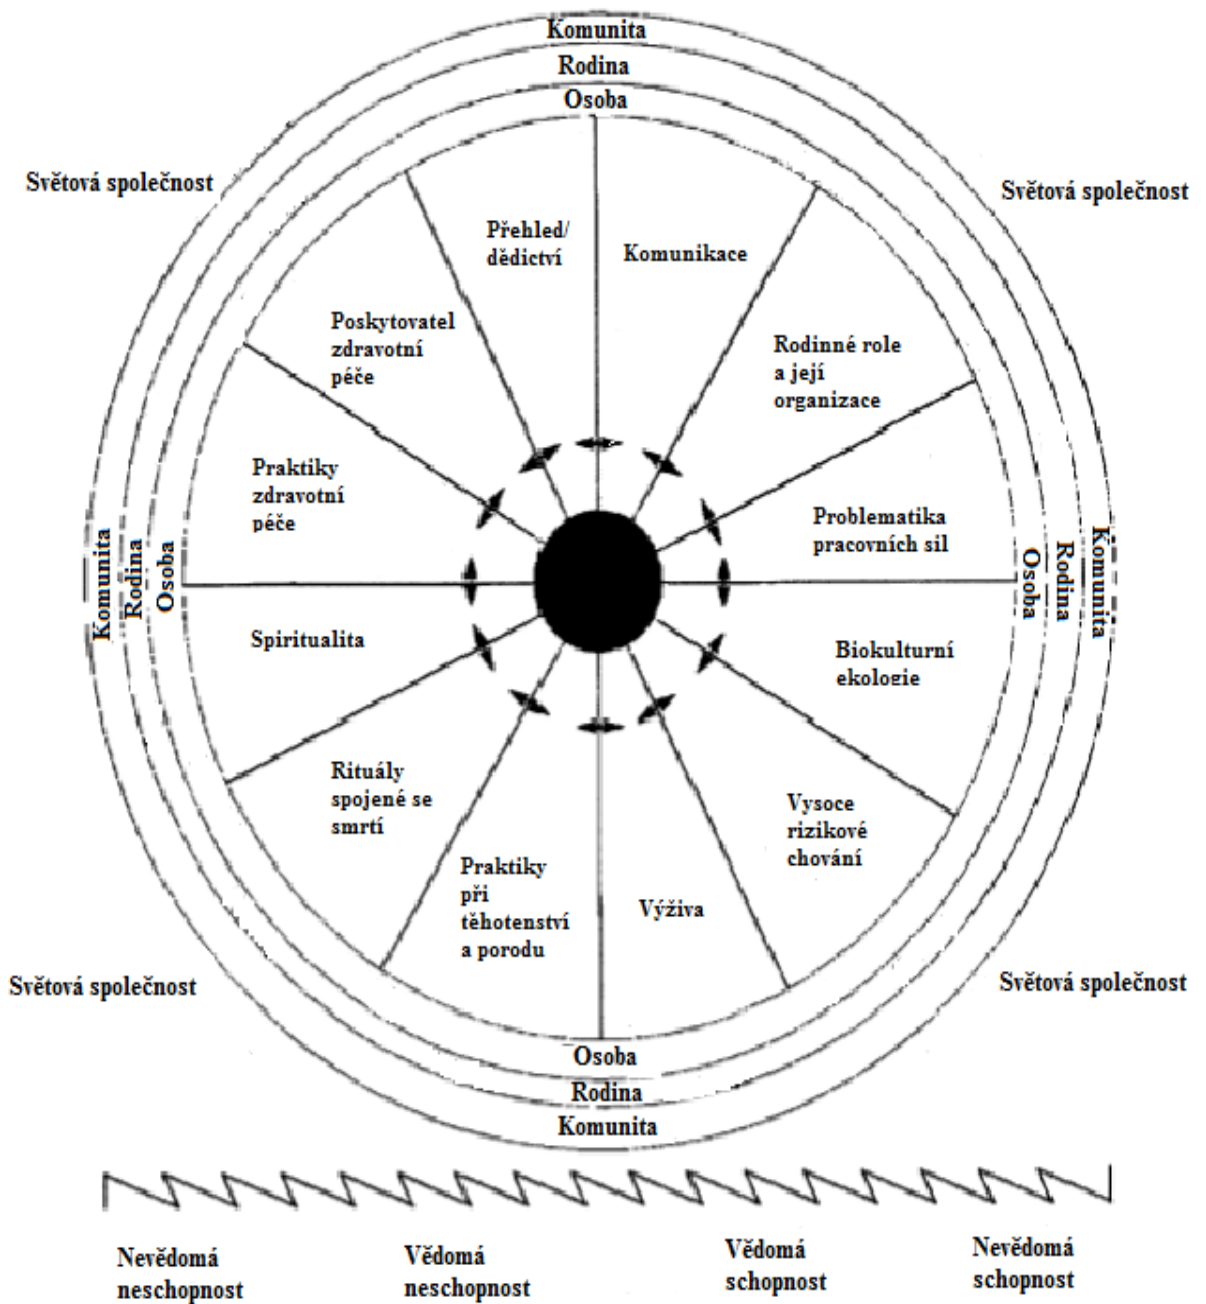 Komunita
Rodina
Osoba
Světová společnost
Světová společnost
Přehled/
dědictví
Komunikace
Poskytovatel
zdravotní
péče
Rodinné role
a její
organizace
Praktiky
zdravotní
péče
Problematika
pracovních sil
Komunita
Rodina
Osoba
Osoba
Rodina
Komunita
Spiritualita
Biokulturní
ekologie
Rituály
spojené se
smrtí
Vysoce
rizikové
chování
Praktiky
při
těhotenství
a porodu
Výživa
Světová společnost
Světová společnost
Osoba
Rodina
Komunita
Nevědomá
neschopnost
Vědomá
neschopnost
Vědomá
schopnost
Nevědomá
schopnost